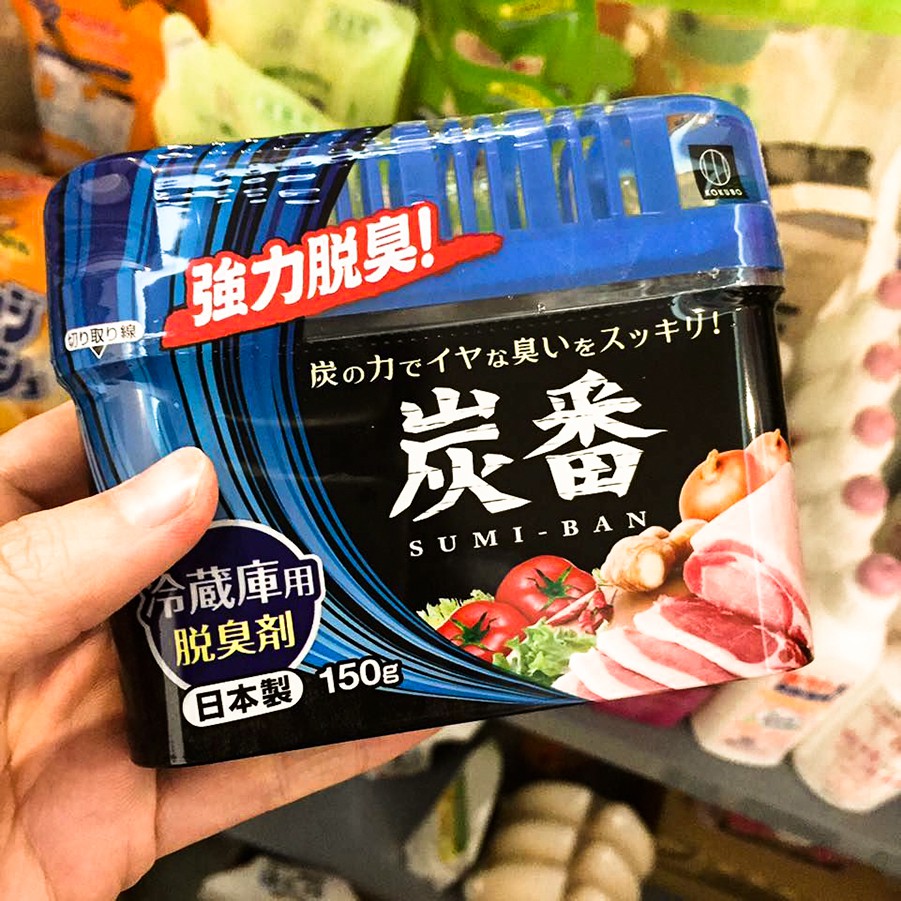 KOKUBO
強力脱臭!
切り取り線
炭の力でイヤな臭いをスッキリ!
炭番
SUMI-BAN
冷蔵庫用
脱臭剤
日本製
150g